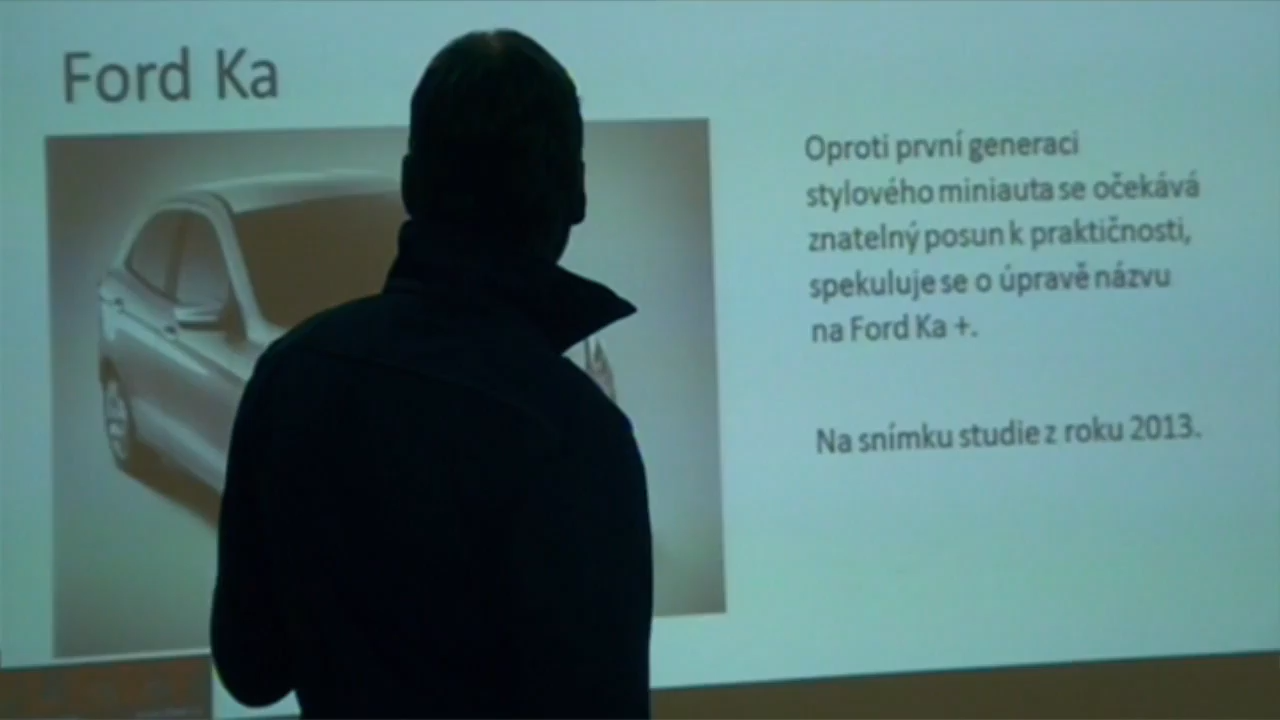 Ford Ka
Oproti první generaci
stylového miniauta se očekává
znatelný posun k praktičnosti,
spekuluje se o úpravě názvu
na Ford Ka +.
Na snímku studie z roku 2013.